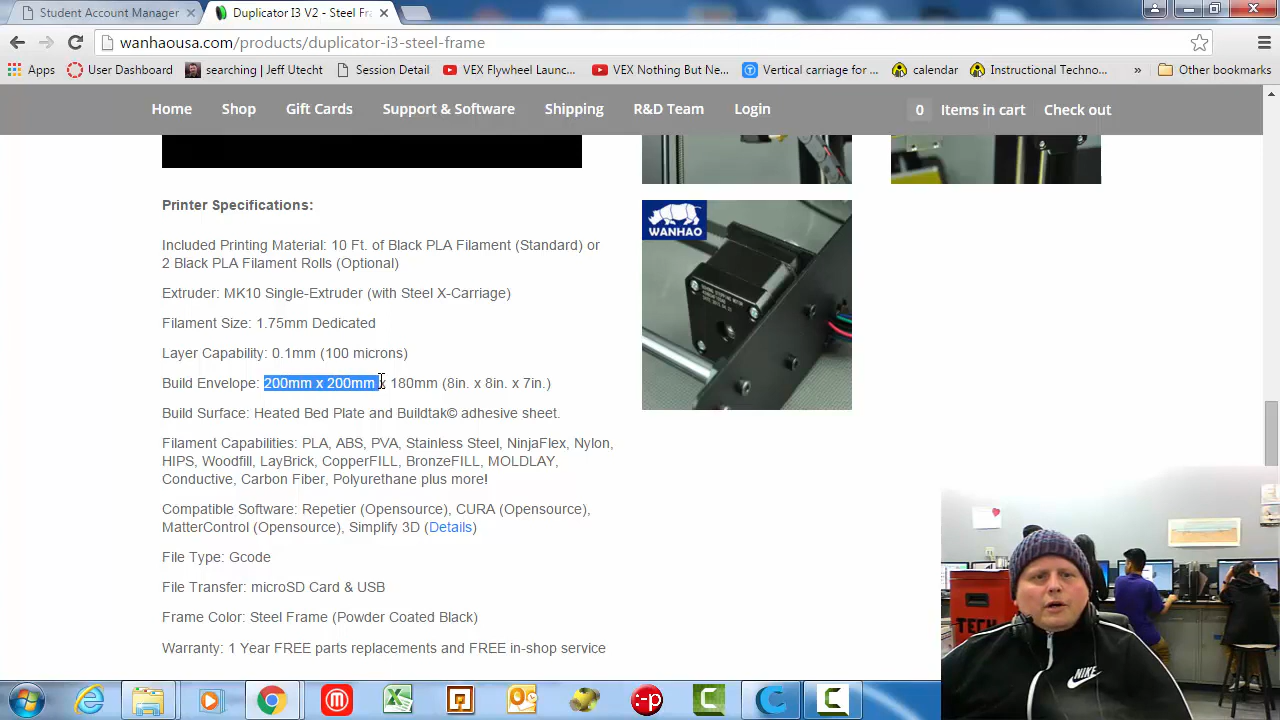 Student Account Manager
Duplicator I3 V2 - Steel Fra
wanhaousa.com/products/duplicator-i3-steel-frame
Apps
User Dashboard
searching | Jeff Utecht
Session Detail
VEX Flywheel Launc...
VEX Nothing But Ne...
Vertical carriage for ...
calendar
Instructional Techno...
»
Other bookmarks
Home
Shop
Gift Cards
Support & Software
Shipping
R&D Team
Login
0 Items in cart
Check out
Printer Specifications:
Included Printing Material: 10 Ft. of Black PLA Filament (Standard) or
2 Black PLA Filament Rolls (Optional)
Extruder: MK10 Single-Extruder (with Steel X-Carriage)
Filament Size: 1.75mm Dedicated
Layer Capability: 0.1mm (100 microns)
Build Envelope: 200mm x 200mm x 180mm (8in. x 8in. x 7in.)
Build Surface: Heated Bed Plate and Buildtak© adhesive sheet.
Filament Capabilities: PLA, ABS, PVA, Stainless Steel, NinjaFlex, Nylon,
HIPS, Woodfill, LayBrick, CopperFILL, BronzeFILL, MOLDLAY,
Conductive, Carbon Fiber, Polyurethane plus more!
Compatible Software: Repetier (Opensource), CURA (Opensource),
MatterControl (Opensource), Simplify 3D (Details)
File Type: Gcode
File Transfer: microSD Card & USB
Frame Color: Steel Frame (Powder Coated Black)
Warranty: 1 Year FREE parts replacements and FREE in-shop service
WANHAO
TECH
NIKE